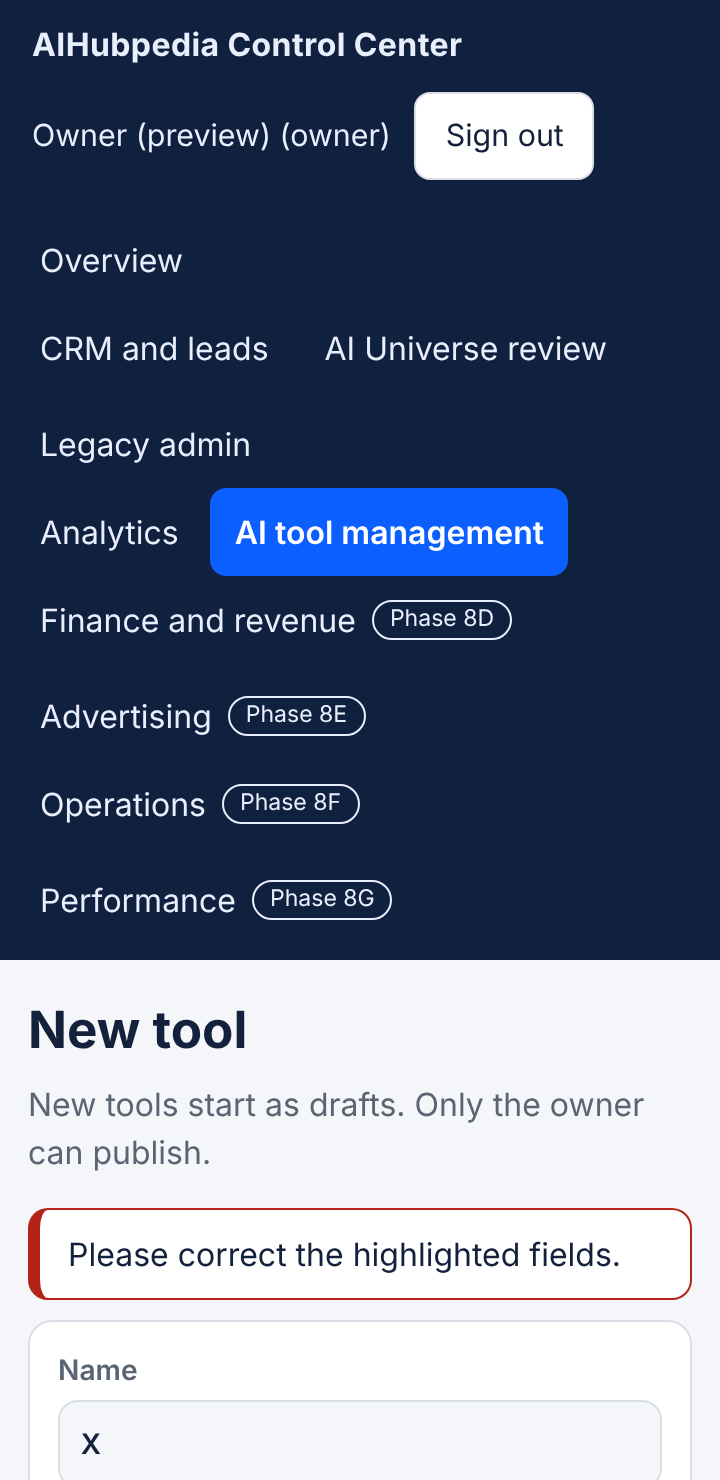 AIHubpedia Control Center
Owner (preview) (owner) Sign out
Overview
CRM and leads AI Universe review
Legacy admin
Analytics AI tool management
Finance and revenue Phase 8D
Advertising Phase 8E
Operations Phase 8F
Performance Phase 8G
New tool
New tools start as drafts. Only the owner
can publish.
Please correct the highlighted fields.
Name
x